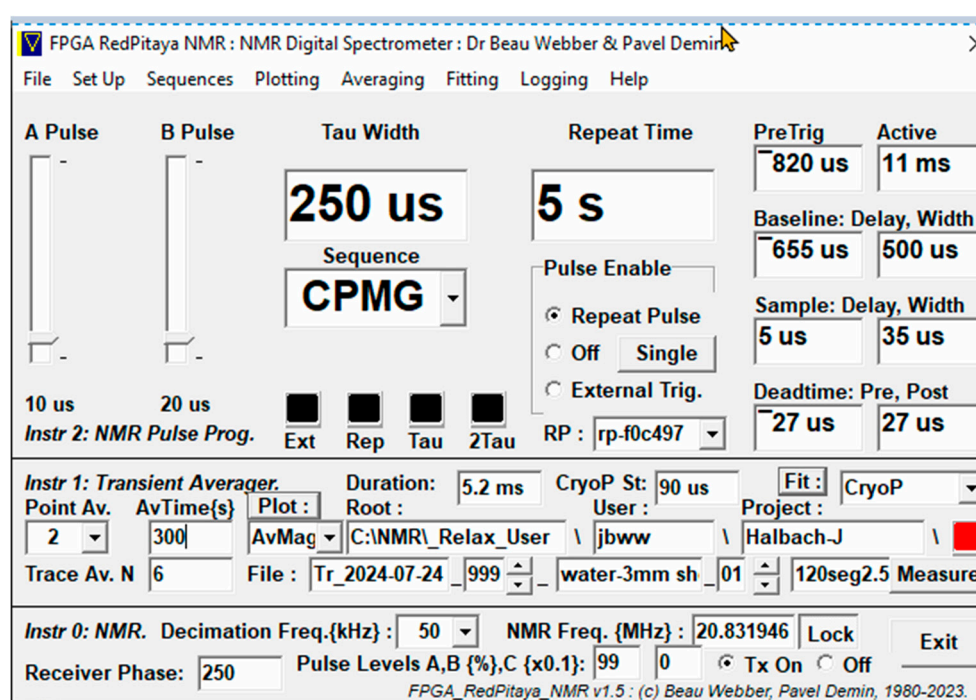 FPGA RedPitaya NMR : NMR Digital Spectrometer : Dr Beau Webber & Pavel Demin
File Set Up Sequences Plotting Averaging Fitting Logging Help
A Pulse B Pulse Tau Width Repeat Time PreTrig Active
¯820 us 11 ms
250 us 5 s
Baseline: Delay, Width
Sequence ¯655 us 500 us
Pulse Enable
CPMG
Repeat Pulse Sample: Delay, Width
5 us 35 us
Off Single
External Trig. Deadtime: Pre, Post
10 us 20 us ¯27 us 27 us
Instr 2: NMR Pulse Prog. Ext Rep Tau 2Tau RP : rp-f0c497
Instr 1: Transient Averager. Duration: 5.2 ms CryoP St: 90 us Fit : CryoP
Point Av. AvTime{s} Plot : Root : User : Project :
2 300 AvMag C:\NMR\_Relax_User \ jbww \ Halbach-J \
Trace Av. N 6 File : Tr_2024-07-24 _ 999 _ water-3mm sh _ 01 120seg2.5 Measure
Instr 0: NMR. Decimation Freq.{kHz} : 50 NMR Freq. {MHz} : 20.831946 Lock Exit
Receiver Phase: 250 Pulse Levels A,B {%},C {x0.1}: 99 0 Tx On Off
FPGA_RedPitaya_NMR v1.5 : (c) Beau Webber, Pavel Demin, 1980-2023.